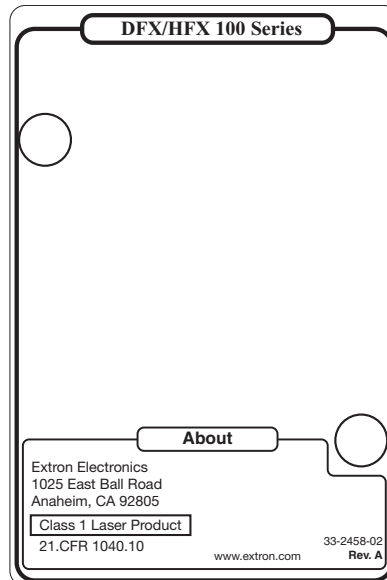 DFX/HFX 100 Series
About
Extron Electronics
1025 East Ball Road
Anaheim, CA 92805
Class 1 Laser Product
21.CFR 1040.10
www.extron.com
33-2458-02
Rev. A